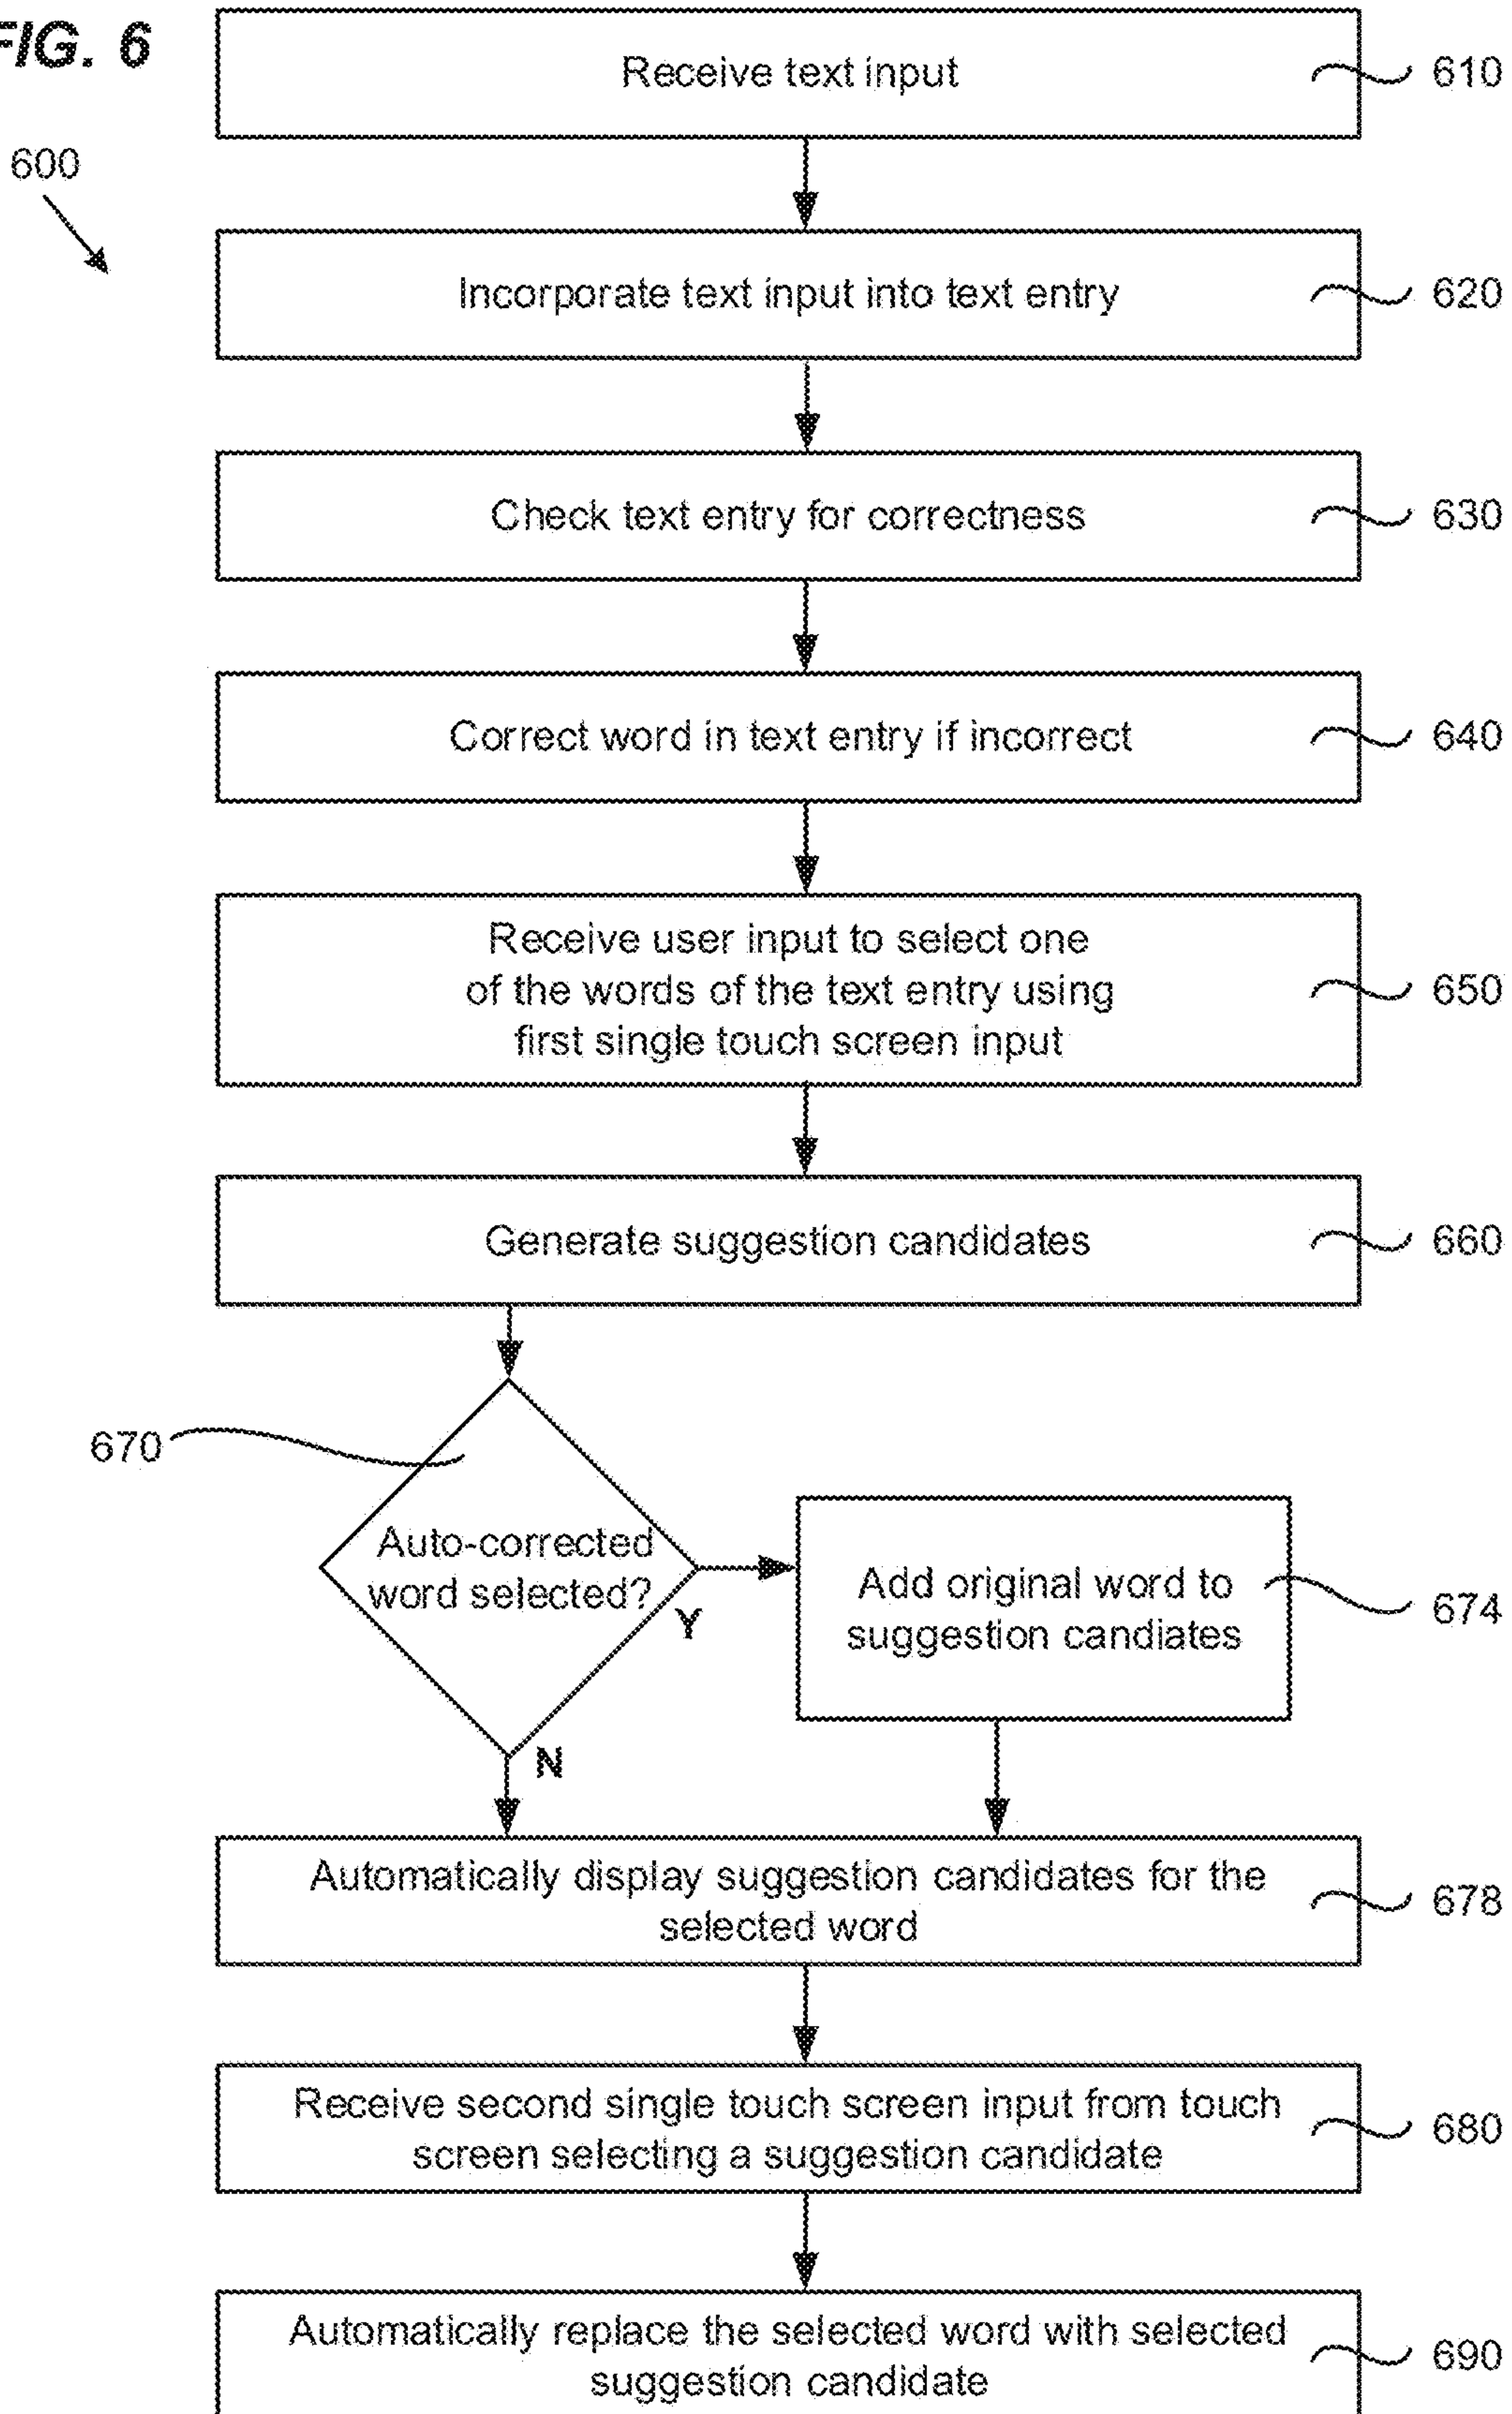 FIG. 6
600
Receive text input
610
Incorporate text input into text entry
620
Check text entry for correctness
630
Correct word in text entry if incorrect
640
Receive user input to select one
of the words of the text entry using
first single touch screen input
650
Generate suggestion candidates
660
670
Auto-corrected
word selected?
Y
N
Add original word to
suggestion candiates
674
Automatically display suggestion candidates for the
selected word
678
Receive second single touch screen input from touch
screen selecting a suggestion candidate
680
Automatically replace the selected word with selected
suggestion candidate
690